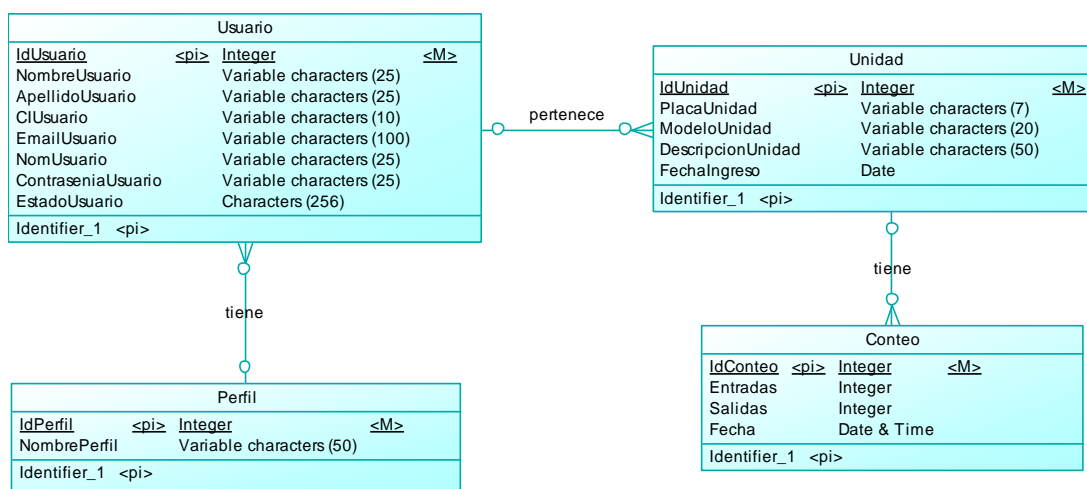 Usuario
IdUsuario <pi> Integer <M>
NombreUsuario Variable characters (25)
ApellidoUsuario Variable characters (25)
CIUsuario Variable characters (10)
EmailUsuario Variable characters (100)
NomUsuario Variable characters (25)
ContraseniaUsuario Variable characters (25)
EstadoUsuario Characters (256)
Identifier_1 <pi>
pertenece
Unidad
IdUnidad <pi> Integer <M>
PlacaUnidad Variable characters (7)
ModeloUnidad Variable characters (20)
DescripcionUnidad Variable characters (50)
FechaIngreso Date
Identifier_1 <pi>
tiene
tiene
Conteo
IdConteo <pi> Integer <M>
Entradas Integer
Salidas Integer
Fecha Date & Time
Identifier_1 <pi>
Perfil
IdPerfil <pi> Integer <M>
NombrePerfil Variable characters (50)
Identifier_1 <pi>